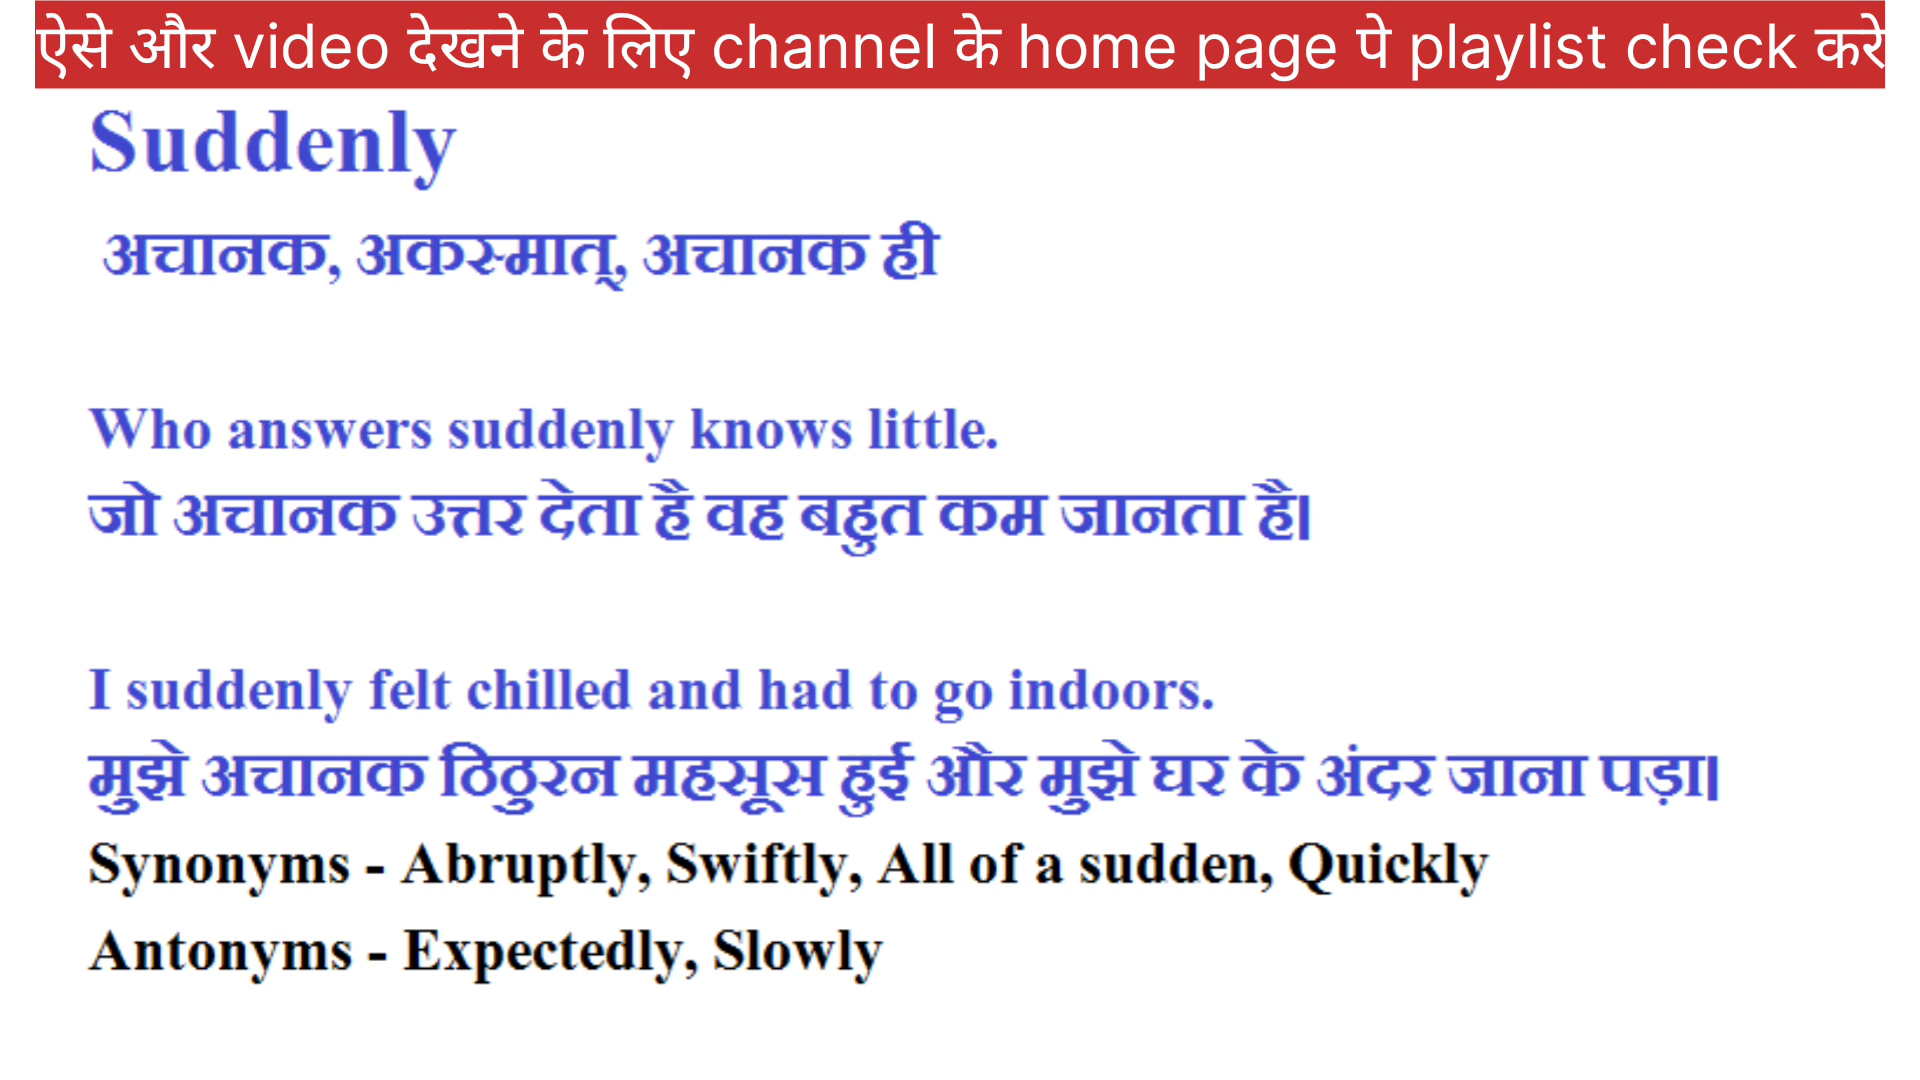 ऐसे और video देखने के लिए channel के home page पे playlist check करे
Suddenly
अचानक, अकस्मात्, अचानक ही
Who answers suddenly knows little.
जो अचानक उत्तर देता है वह बहुत कम जानता है।
I suddenly felt chilled and had to go indoors.
मुझे अचानक ठिठुरन महसूस हुई और मुझे घर के अंदर जाना पड़ा।
Synonyms - Abruptly, Swiftly, All of a sudden, Quickly
Antonyms - Expectedly, Slowly